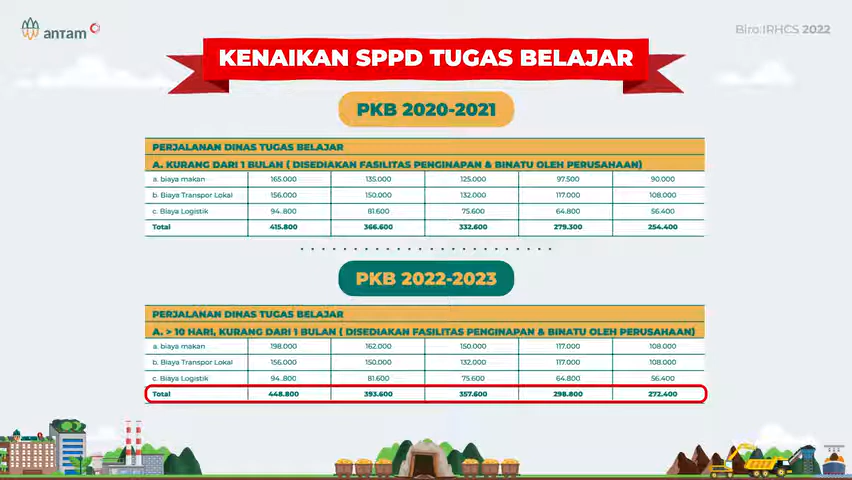 anTam
Biro IRHCS 2022
KENAIKAN SPPD TUGAS BELAJAR
PKB 2020-2021
PERJALANAN DINAS TUGAS BELAJAR
A. KURANG DARI 1 BULAN ( DISEDIAKAN FASILITAS PENGINAPAN & BINATU OLEH PERUSAHAAN)
a. biaya makan 165.000 135.000 125.000 97.500 90.000
b. Biaya Transpor Lokal 156.000 150.000 132.000 117.000 108.000
c. Biaya Logistik 94..800 81.600 75.600 64.800 56.400
Total 415.800 366.600 332.600 279.300 254.400
PKB 2022-2023
PERJALANAN DINAS TUGAS BELAJAR
A. > 10 HARI, KURANG DARI 1 BULAN ( DISEDIAKAN FASILITAS PENGINAPAN & BINATU OLEH PERUSAHAAN)
a. biaya makan 198.000 162.000 150.000 117.000 108.000
b. Biaya Transpor Lokal 156.000 150.000 132.000 117.000 108.000
c. Biaya Logistik 94..800 81.600 75.600 64.800 56.400
Total 448.800 393.600 357.600 298.800 272.400